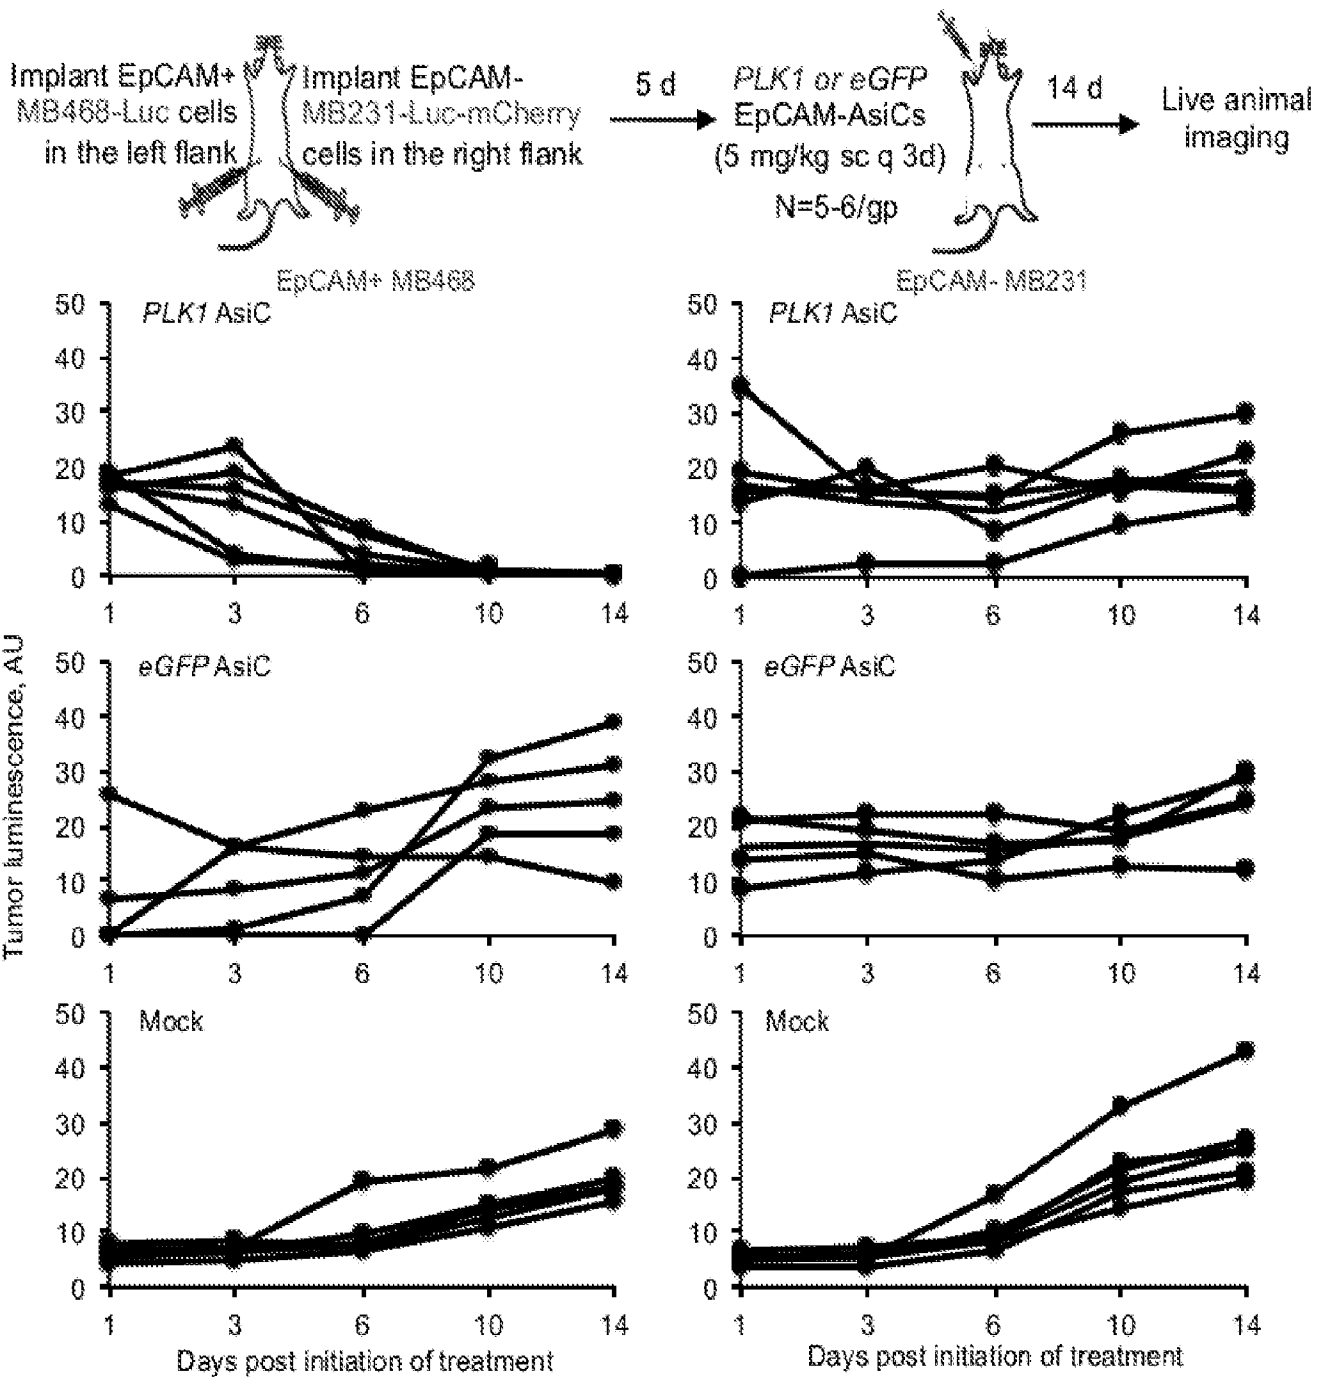 Implant EpCAM+
MB468-Luc cells
in the left flank
Implant EpCAM-
MB231-Luc-mCherry
cells in the right flank
5 d
PLK1 or eGFP
EpCAM-AsiCs
(5 mg/kg sc q 3d)
N=5-6/gp
14 d
Live animal
imaging
EpCAM+ MB468
EpCAM- MB231
Tumor luminescence, AU
PLK1 AsiC
50
40
30
20
10
0
1 3 6 10 14
PLK1 AsiC
50
40
30
20
10
0
1 3 6 10 14
eGFP AsiC
50
40
30
20
10
0
1 3 6 10 14
eGFP AsiC
50
40
30
20
10
0
1 3 6 10 14
Mock
50
40
30
20
10
0
1 3 6 10 14
Days post initiation of treatment
Mock
50
40
30
20
10
0
1 3 6 10 14
Days post initiation of treatment